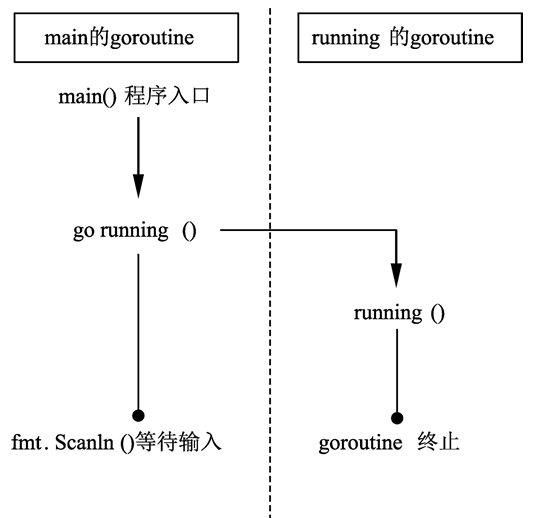 main的goroutine
running 的goroutine
main() 程序入口
go running ()
running ()
fmt. Scanln ()等待输入
goroutine 终止